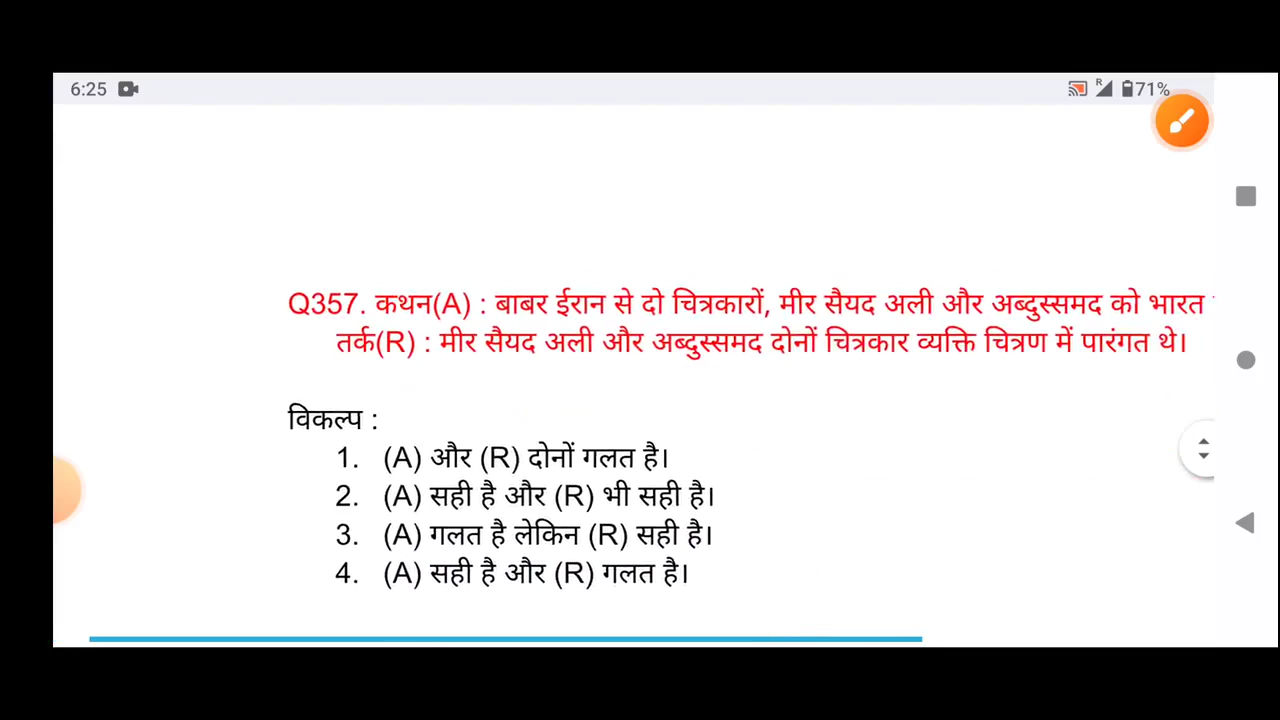 6:25
R
71%
Q357. कथन(A) : बाबर ईरान से दो चित्रकारों, मीर सैयद अली और अब्दुस्समद को भारत
तर्क(R) : मीर सैयद अली और अब्दुस्समद दोनों चित्रकार व्यक्ति चित्रण में पारंगत थे।
विकल्प :
1. (A) और (R) दोनों गलत है।
2. (A) सही है और (R) भी सही है।
3. (A) गलत है लेकिन (R) सही है।
4. (A) सही है और (R) गलत है।